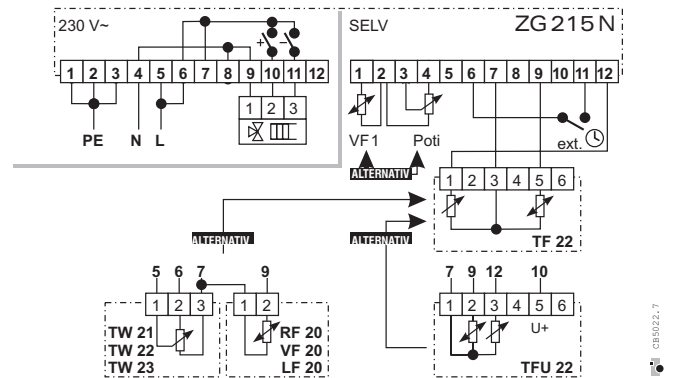 230 V~ SELV ZG 215 N
+ −
1 2 3 4 5 6 7 8 9 10 11 12
1 2 3 4 5 6 7 8 9 10 11 12
1 2 3
PE N L
VF1 Poti ext.
ALTERNATIV
1 2 3 4 5 6
TF 22
ALTERNATIV ALTERNATIV
5 6 7 9
1 2 3 1 2
TW 21 RF 20
TW 22 VF 20
TW 23 LF 20
7 9 12 10
1 2 3 4 5 6
U+
TFU 22
CB5022.7